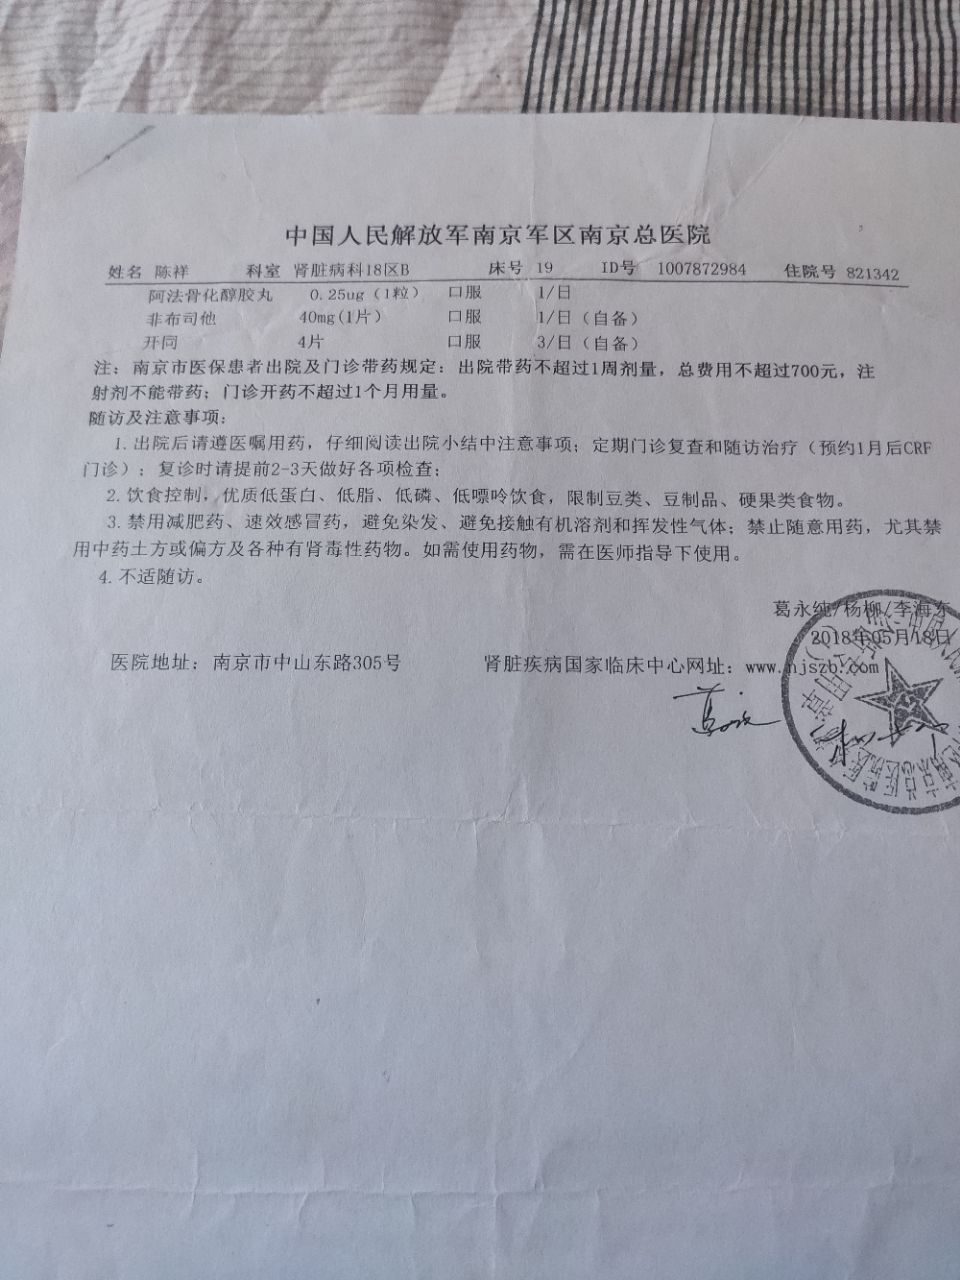 中国人民解放军南京军区南京总医院
姓名 陈祥 科室 肾脏病科18区B 床号 19 ID号 1007872984 住院号 821342
阿法骨化醇胶丸 0.25ug（1粒） 口服 1/日
非布司他 40mg(1片） 口服 1/日（自备）
开同 4片 口服 3/日（自备）
注：南京市医保患者出院及门诊带药规定：出院带药不超过1周剂量，总费用不超过700元，注
射剂不能带药；门诊开药不超过1个月用量。
随访及注意事项：
1. 出院后请遵医嘱用药，仔细阅读出院小结中注意事项；定期门诊复查和随访治疗（预约1月后CRF
门诊）；复诊时请提前2-3天做好各项检查；
2. 饮食控制，优质低蛋白、低脂、低磷、低嘌呤饮食，限制豆类、豆制品、硬果类食物。
3. 禁用减肥药、速效感冒药，避免染发、避免接触有机溶剂和挥发性气体；禁止随意用药，尤其禁
用中药土方或偏方及各种有肾毒性药物。如需使用药物，需在医师指导下使用。
4. 不适随访。
葛永纯/杨柳/李海东
2018年05月18日
医院地址：南京市中山东路305号 肾脏疾病国家临床中心网址：www.njszb.com